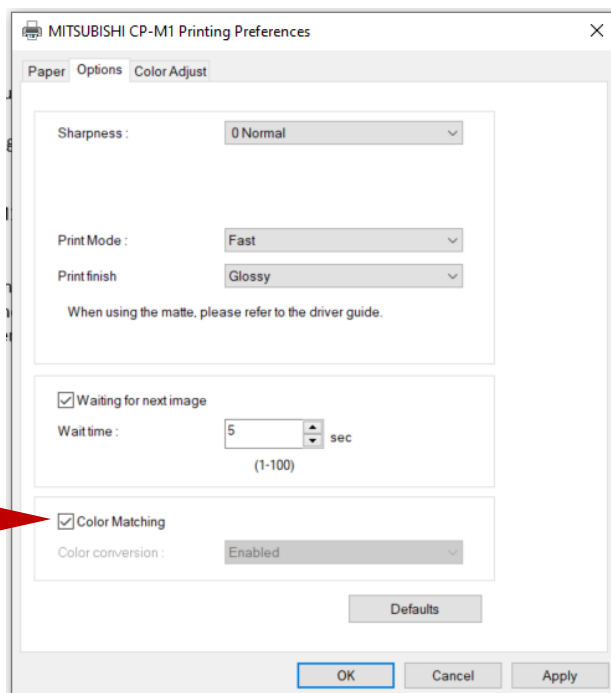 MITSUBISHI CP-M1 Printing Preferences
Paper Options Color Adjust
Sharpness : 0 Normal
Print Mode : Fast
Print finish Glossy
When using the matte, please refer to the driver guide.
Waiting for next image
Wait time : 5 sec
(1-100)
Color Matching
Color conversion : Enabled
Defaults
OK Cancel Apply